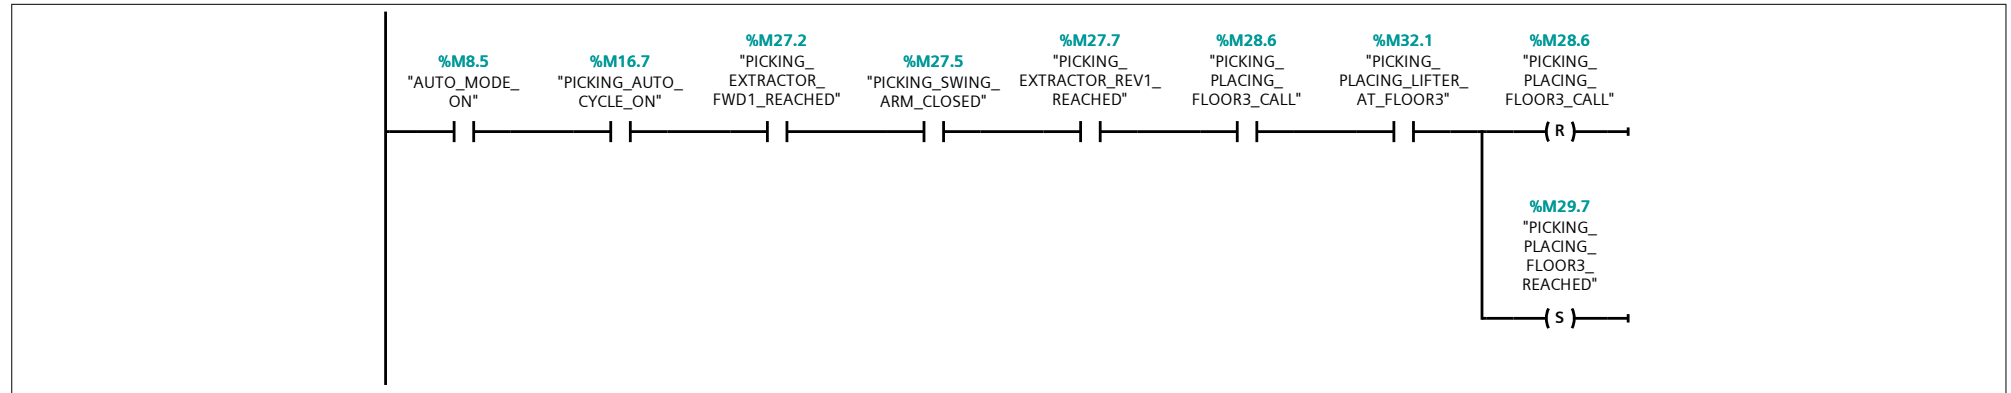 %M8.5
"AUTO_MODE_
ON"
%M16.7
"PICKING_AUTO_
CYCLE_ON"
%M27.2
"PICKING_
EXTRACTOR_
FWD1_REACHED"
%M27.5
"PICKING_SWING_
ARM_CLOSED"
%M27.7
"PICKING_
EXTRACTOR_REV1_
REACHED"
%M28.6
"PICKING_
PLACING_
FLOOR3_CALL"
%M32.1
"PICKING_
PLACING_LIFTER_
AT_FLOOR3"
%M28.6
"PICKING_
PLACING_
FLOOR3_CALL"
R
%M29.7
"PICKING_
PLACING_
FLOOR3_
REACHED"
S